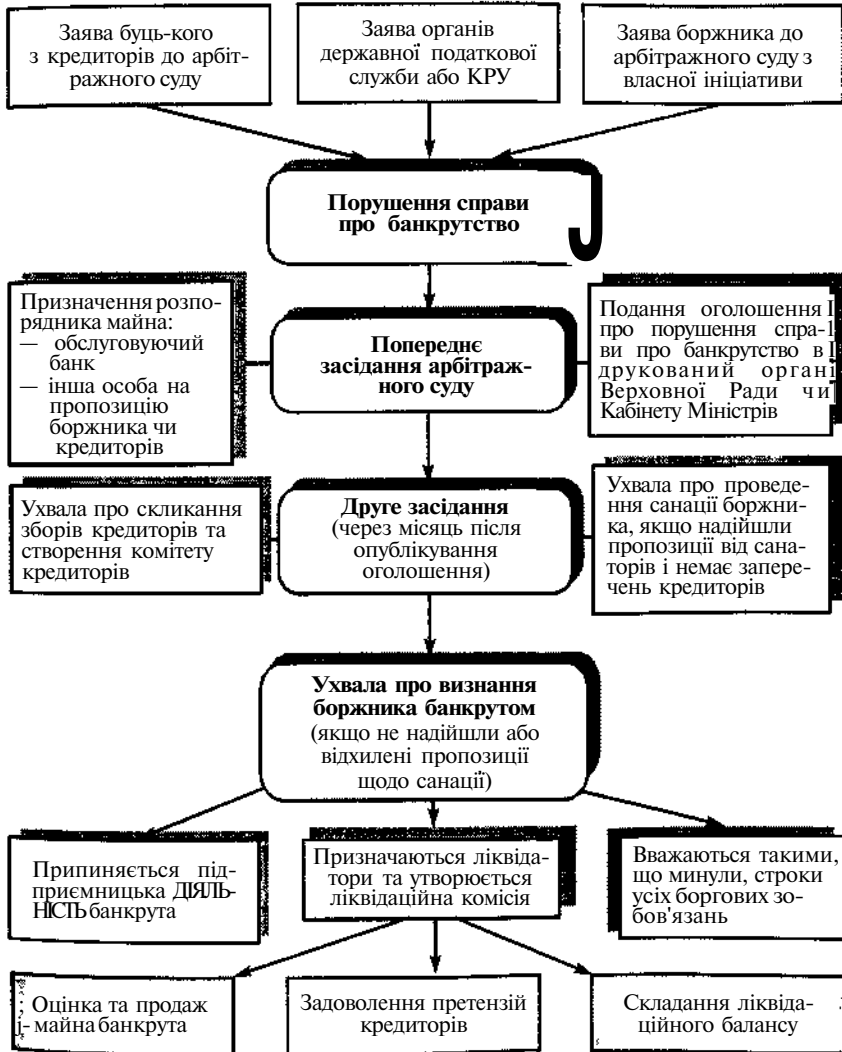 Заява будь-кого
з кредиторів до арбіт-
ражного суду
Заява органів
державної податкової
служби або КРУ
Заява боржника до
арбітражного суду з
власної ініціативи
Порушення справи
про банкрутство
Призначення розпо-
рядника майна:
— обслуговуючий
банк
— інша особа на
пропозицію
боржника чи
кредиторів
Попереднє
засідання арбітраж-
ного суду
Подання оголошення
про порушення спра-
ви про банкрутство в
друкований органі
Верховної Ради чи
Кабінету Міністрів
Ухвала про скликання
зборів кредиторів та
створення комітету
кредиторів
Друге засідання
(через місяць після
опублікування
оголошення)
Ухвала про проведе-
ння санації боржни-
ка, якщо надійшли
пропозиції від сана-
торів і немає запере-
чень кредиторів
Ухвала про визнання
боржника банкрутом
(якщо не надійшли або
відхилені пропозиції
щодо санації)
Припиняється під-
приємницька ДІЯЛЬ-
НІСТЬ банкрута
Призначаються ліквіда-
тори та утворюється
ліквідаційна комісія
Вважаються такими,
що минули, строки
усіх боргових зо-
бов'язань
Оцінка та продаж
майна банкрута
Задоволення претензій
кредиторів
Складання ліквіда-
ційного балансу